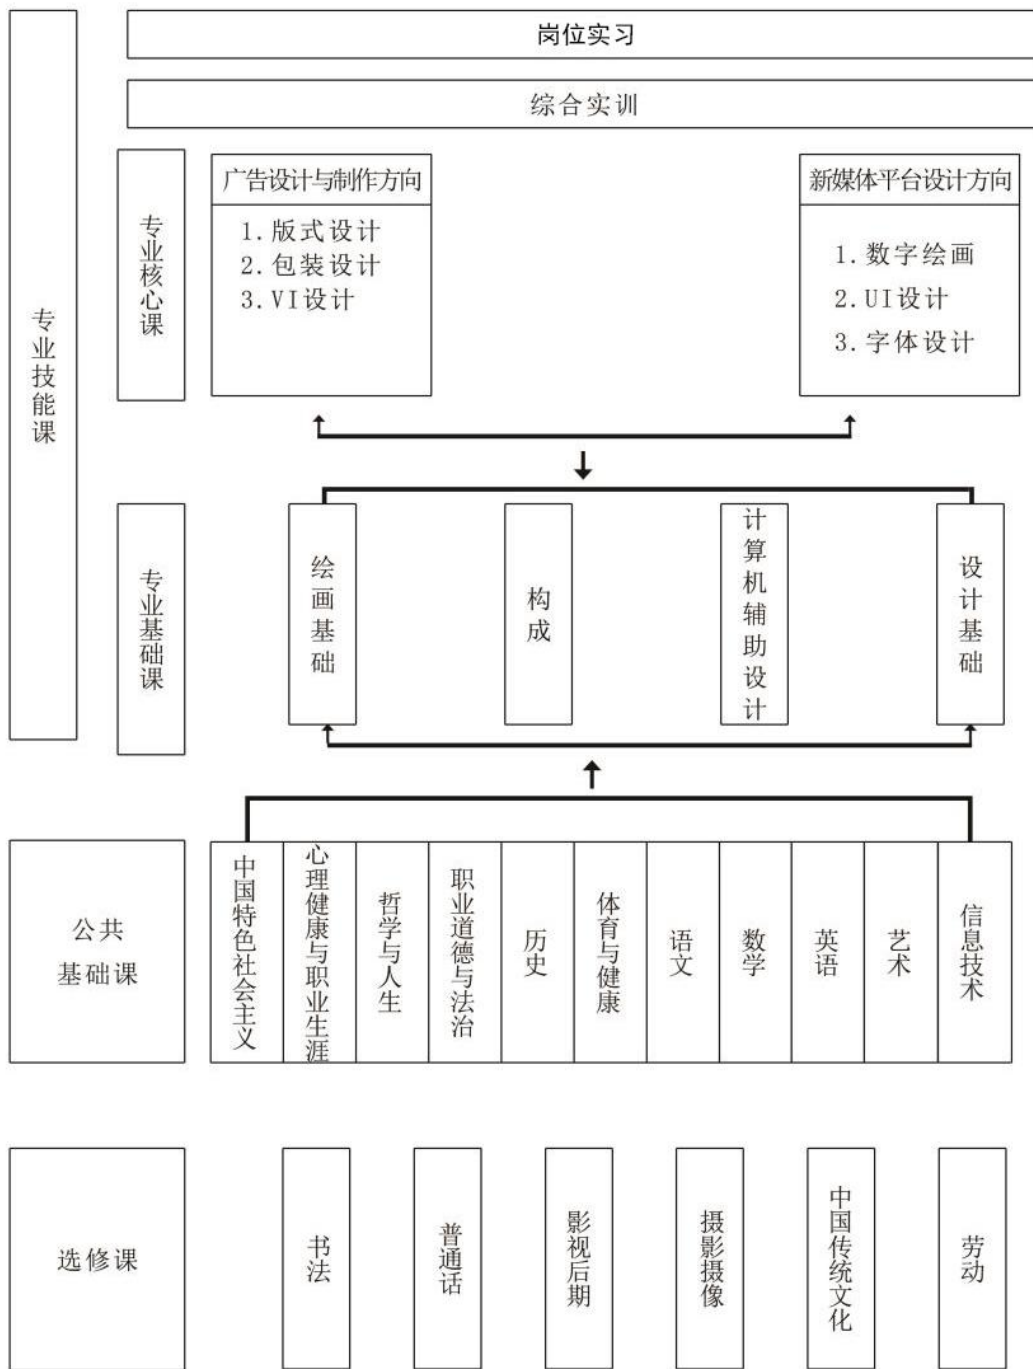 岗位实习
综合实训
专业技能课
专业核心课
广告设计与制作方向
1.版式设计
2.包装设计
3.VI设计
新媒体平台设计方向
1.数字绘画
2.UI设计
3.字体设计
专业基础课
绘画基础
构成
计算机辅助设计
设计基础
公共
基础课
中国特色社会主义
心理健康与职业生涯
哲学与人生
职业道德与法治
历史
体育与健康
语文
数学
英语
艺术
信息技术
选修课
书法
普通话
影视后期
摄影摄像
中国传统文化
劳动